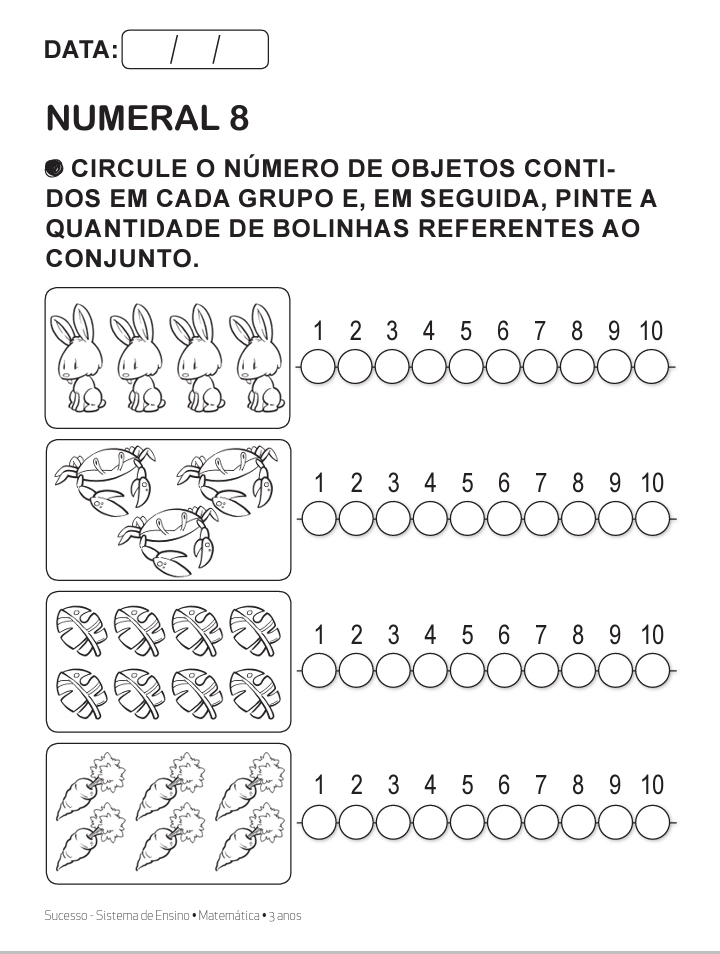 DATA: / /
NUMERAL 8
CIRCULE O NÚMERO DE OBJETOS CONTI-
DOS EM CADA GRUPO E, EM SEGUIDA, PINTE A
QUANTIDADE DE BOLINHAS REFERENTES AO
CONJUNTO.
1 2 3 4 5 6 7 8 9 10
1 2 3 4 5 6 7 8 9 10
1 2 3 4 5 6 7 8 9 10
1 2 3 4 5 6 7 8 9 10
Sucesso - Sistema de Ensino • Matemática • 3 anos